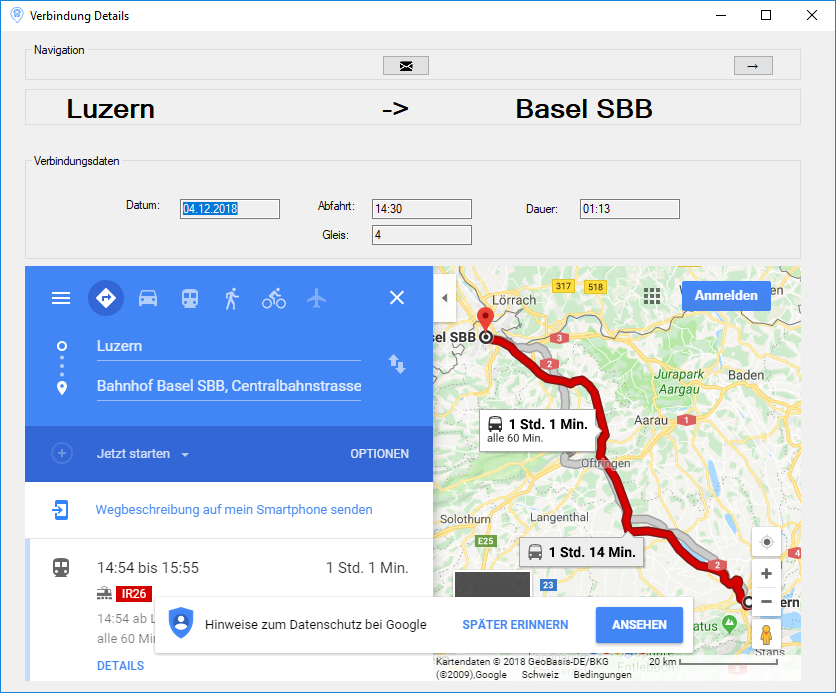 Verbindung Details
Navigation
→
Luzern -> Basel SBB
Verbindungsdaten
Datum: 04.12.2018 Abfahrt: 14:30 Dauer: 01:13
Gleis: 4
Luzern
Bahnhof Basel SBB, Centralbahnstrasse
Jetzt starten OPTIONEN
Wegbeschreibung auf mein Smartphone senden
14:54 bis 15:55 1 Std. 1 Min.
IR26
14:54 ab L
alle 60 Mi
DETAILS
317 518
Anmelden
Lörrach
el SBB
3
2
Jurapark
Aargau
Baden
Aarau
1
1 Std. 1 Min.
alle 60 Min.
Oftringen
Solothurn
Langenthal
E25
1 Std. 14 Min.
4
2
23
ern
atus
Stans
Hinweise zum Datenschutz bei Google SPÄTER ERINNERN ANSEHEN
Kartendaten © 2018 GeoBasis-DE/BKG 20 km
(©2009),Google Schweiz Bedingungen